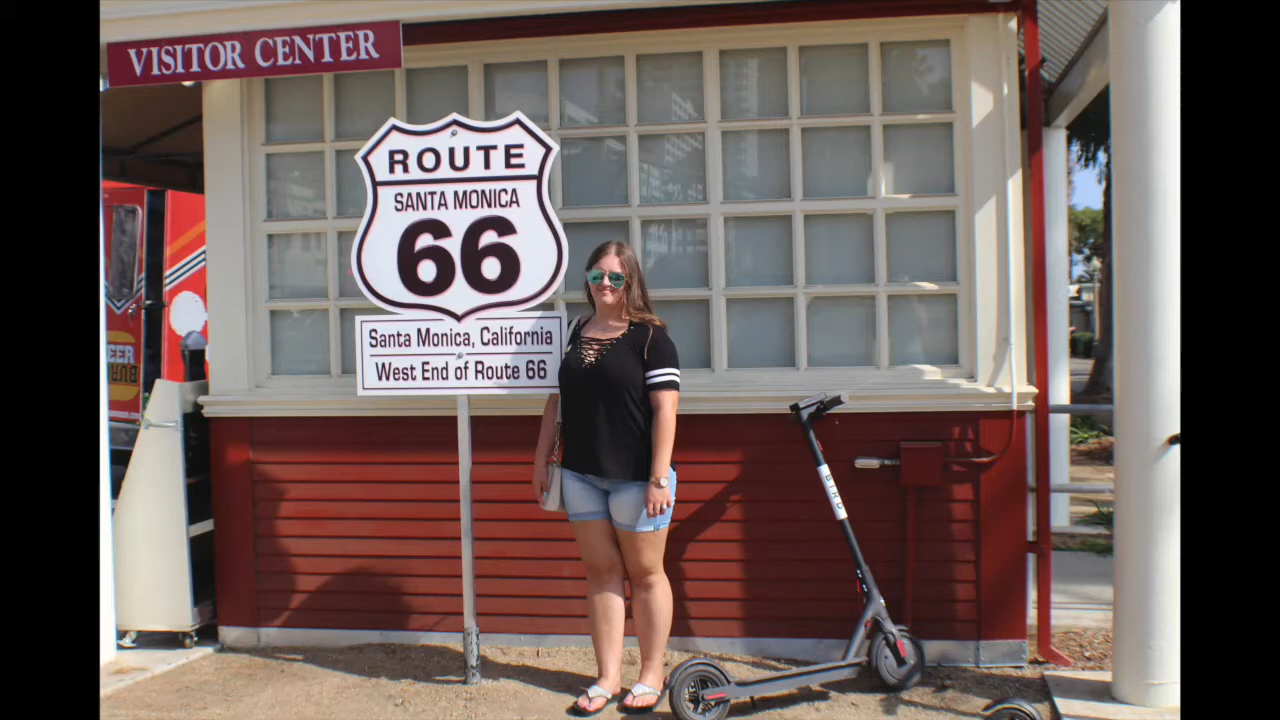 VISITOR CENTER
ROUTE
SANTA MONICA
66
Santa Monica, California
West End of Route 66
BIRD